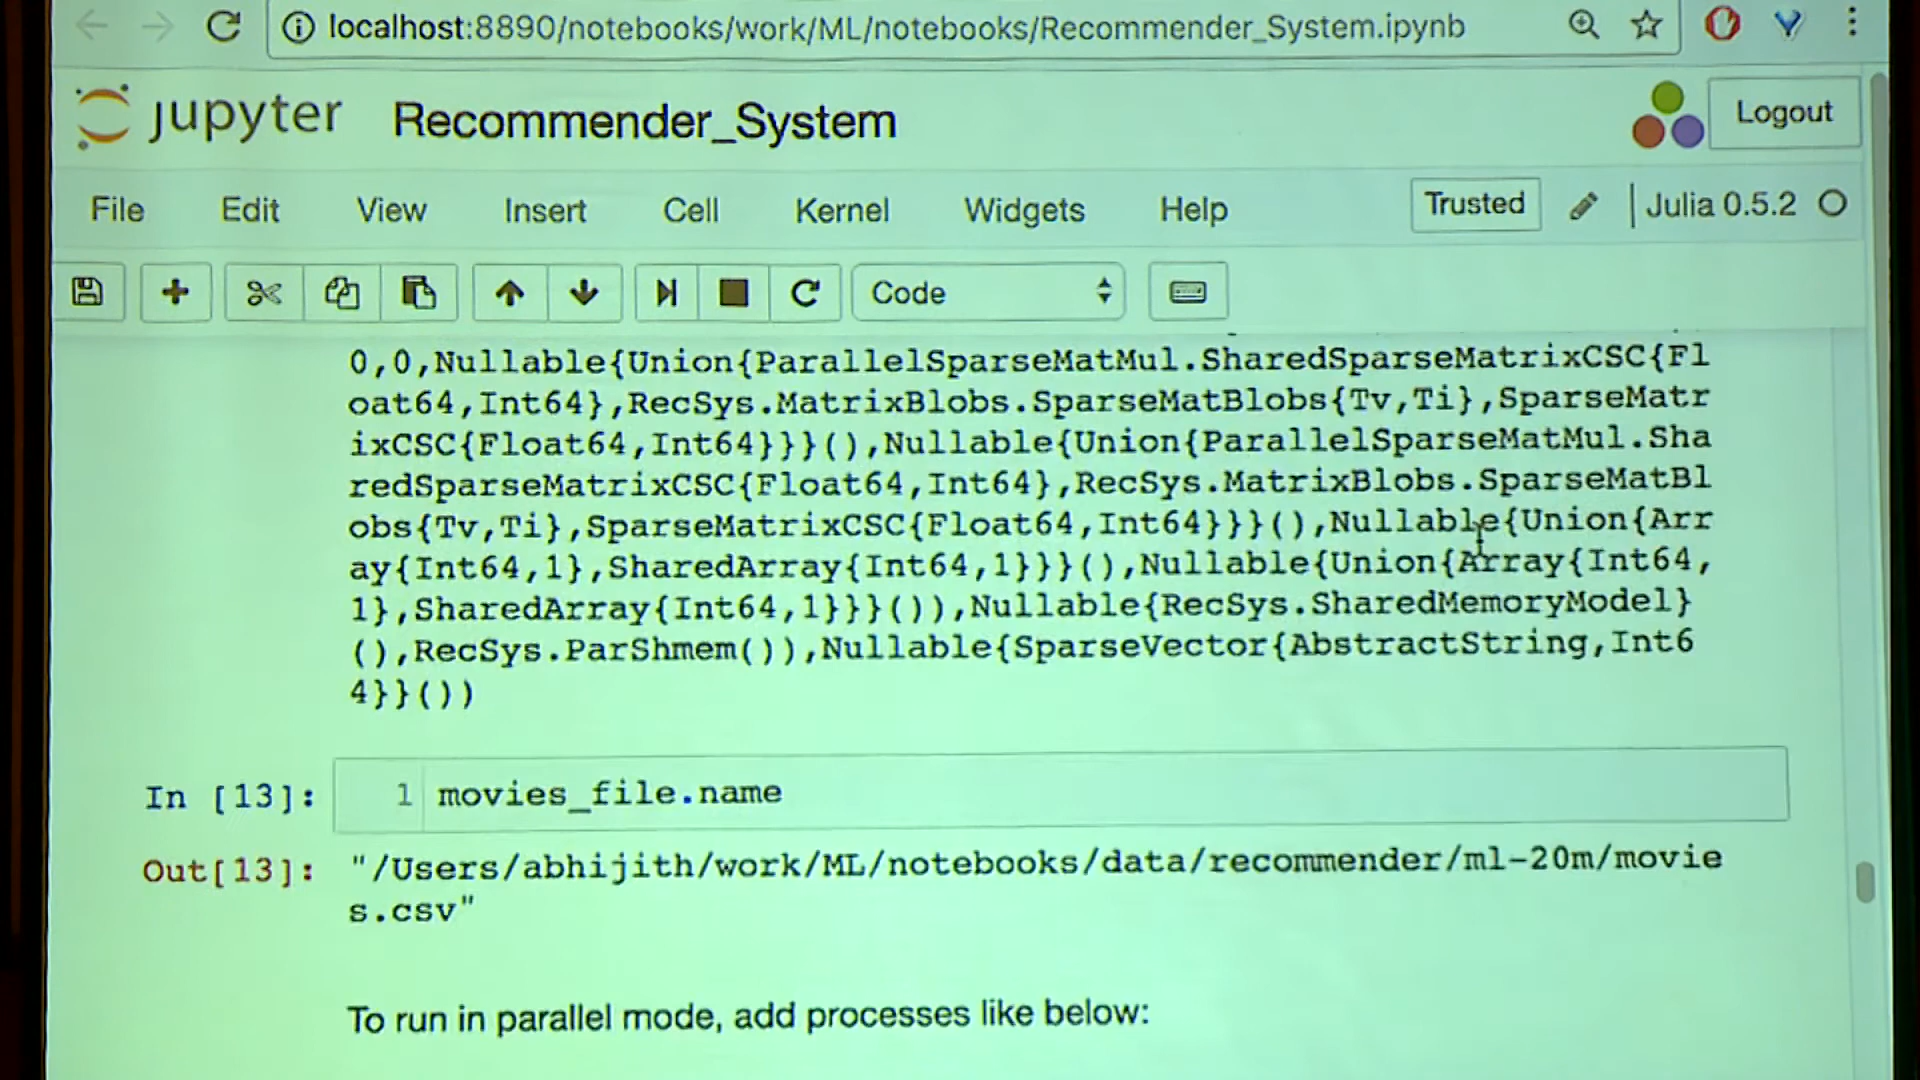 localhost:8890/notebooks/work/ML/notebooks/Recommender_System.ipynb
jupyter Recommender_System Logout
File Edit View Insert Cell Kernel Widgets Help Trusted Julia 0.5.2
Code
0,0,Nullable{Union{ParallelSparseMatMul.SharedSparseMatrixCSC{Fl
oat64,Int64},RecSys.MatrixBlobs.SparseMatBlobs{Tv,Ti},SparseMatr
ixCSC{Float64,Int64}}}(),Nullable{Union{ParallelSparseMatMul.Sha
redSparseMatrixCSC{Float64,Int64},RecSys.MatrixBlobs.SparseMatBl
obs{Tv,Ti},SparseMatrixCSC{Float64,Int64}}}(),Nullable{Union{Arr
ay{Int64,1},SharedArray{Int64,1}}}(),Nullable{Union{Array{Int64,
1},SharedArray{Int64,1}}}()),Nullable{RecSys.SharedMemoryModel}
(),RecSys.ParShmem()),Nullable{SparseVector{AbstractString,Int6
4}}())
In [13]: 1 movies_file.name
Out[13]: "/Users/abhijith/work/ML/notebooks/data/recommender/ml-20m/movie
s.csv"
To run in parallel mode, add processes like below: